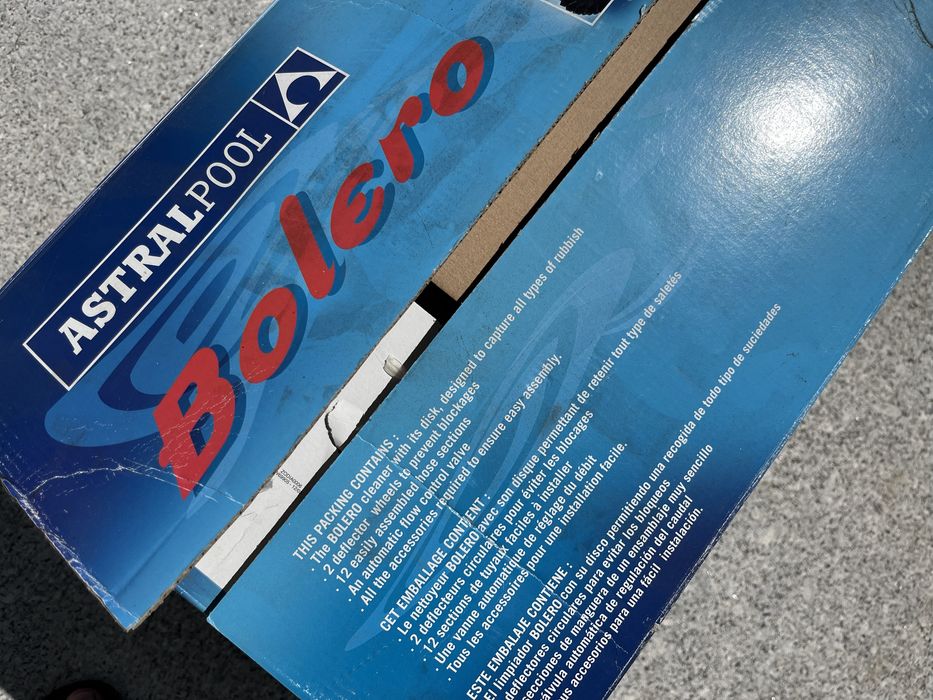 ASTRALPOOL
Bolero
THIS PACKING CONTAINS :
. The BOLERO cleaner with its disk, designed to capture all types of rubbish
. 2 deflector wheels to prevent blockages
. 12 easily assembled hose sections
. An automatic flow control valve
. All the accessories required to ensure easy assembly.
CET EMBALLAGE CONTIENT :
. Le nettoyeur BOLERO avec son disque permettant de retenir tout type de saletés
. 2 deflecteurs circulaires pour éviter les blocages
. 12 sections de tuyaux faciles à installer
. Une vanne automatique de réglage du débit
. Tous les accessoires pour une installation facile.
ESTE EMBALAJE CONTIENE :
El limpiador BOLERO con su disco permitiendo una recogida de todo tipo de suciedades
deflectores circulares para evitar los bloqueos
secciones de manguera de un ensamblaje muy sencillo
álvula automática de regulación del caudal
us accesorios para una fácil instalación.